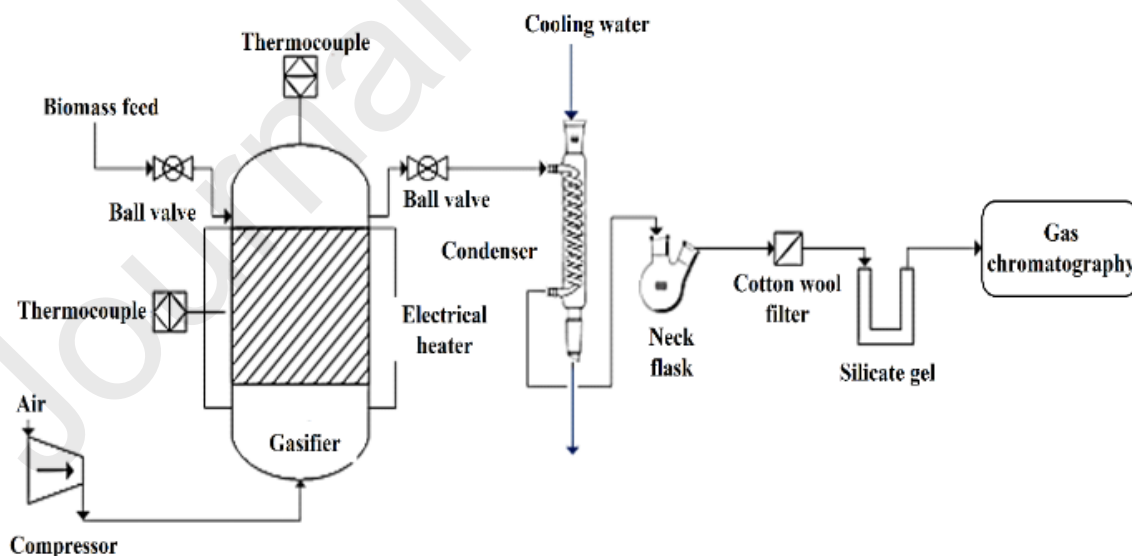 Cooling water
Thermocouple
Biomass feed
Ball valve
Ball valve
Condenser
Gas
chromatography
Cotton wool
filter
Thermocouple
Electrical
heater
Neck
flask
Silicate gel
Air
Gasifier
Compressor
Journal